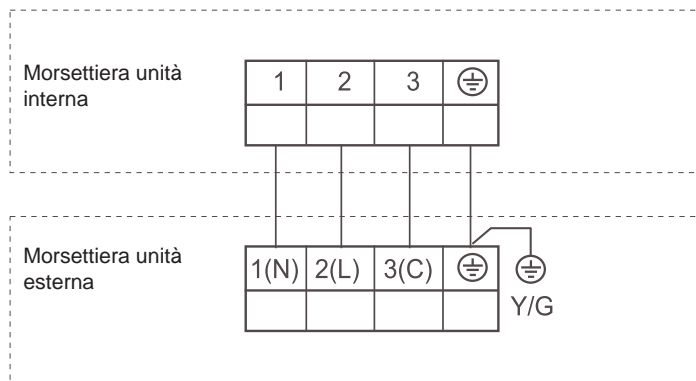 Morsettiera unità
interna
1 2 3
Morsettiera unità
esterna
1(N) 2(L) 3(C)
Y/G